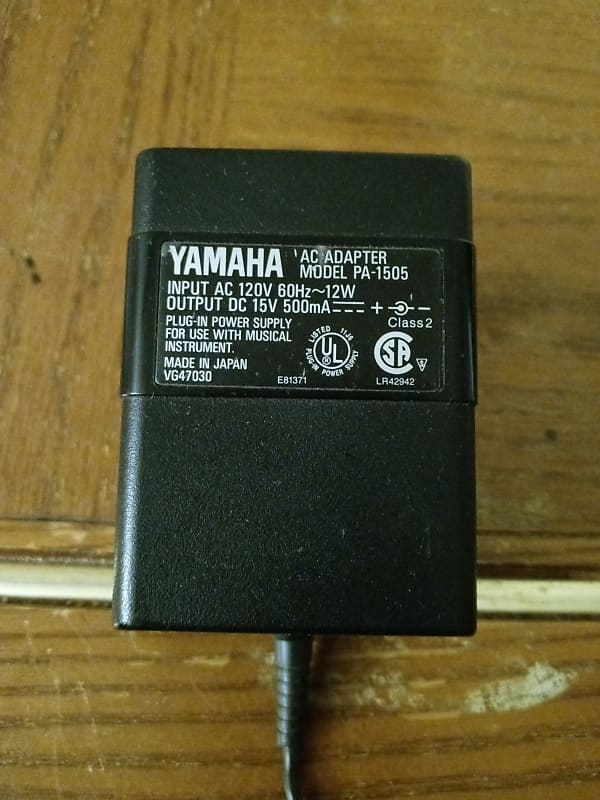 YAMAHA AC ADAPTER
MODEL PA-1505
INPUT AC 120V 60Hz~12W
OUTPUT DC 15V 500mA + -
Class 2
PLUG-IN POWER SUPPLY
FOR USE WITH MUSICAL
INSTRUMENT.
MADE IN JAPAN
VG47030
LISTED 11J6
UL
PLUG-IN POWER SUPPLY
E81371
SA
LR42942